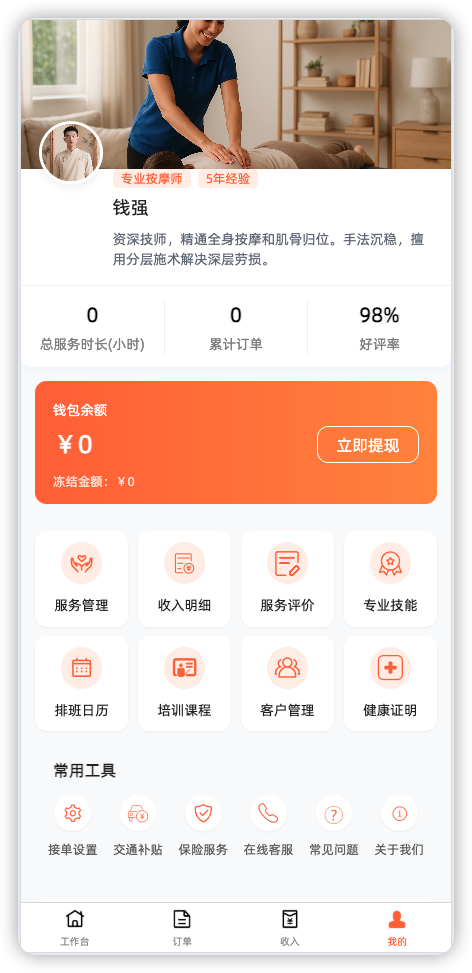 专业按摩师 5年经验
钱强
资深技师，精通全身按摩和肌骨归位。手法沉稳，擅
用分层施术解决深层劳损。
0 0 98%
总服务时长(小时) 累计订单 好评率
钱包余额
￥0
立即提现
冻结金额：￥0
服务管理 收入明细 服务评价 专业技能
排班日历 培训课程 客户管理 健康证明
常用工具
接单设置 交通补贴 保险服务 在线客服 常见问题 关于我们
工作台 订单 收入 我的